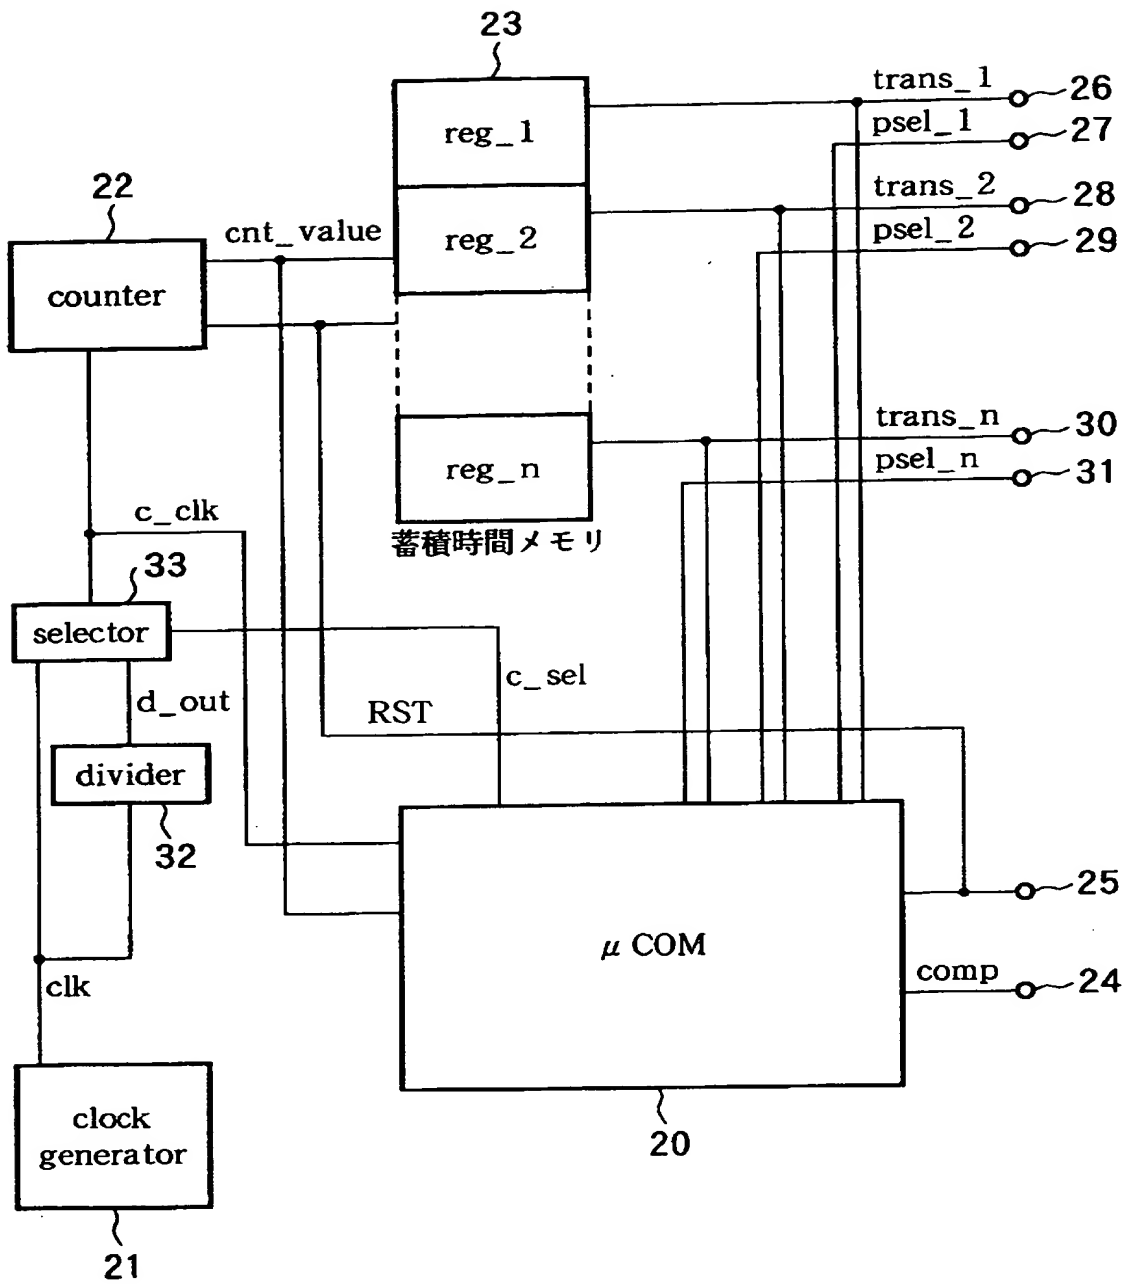 23
trans_1
26
reg_1
psel_1
27
22
trans_2
28
cnt_value
reg_2
psel_2
29
counter
trans_n
30
reg_n
psel_n
31
c_clk
蓄積時間メモリ
33
selector
c_sel
d_out
RST
divider
32
25
μ COM
comp
24
clk
clock
generator
20
21